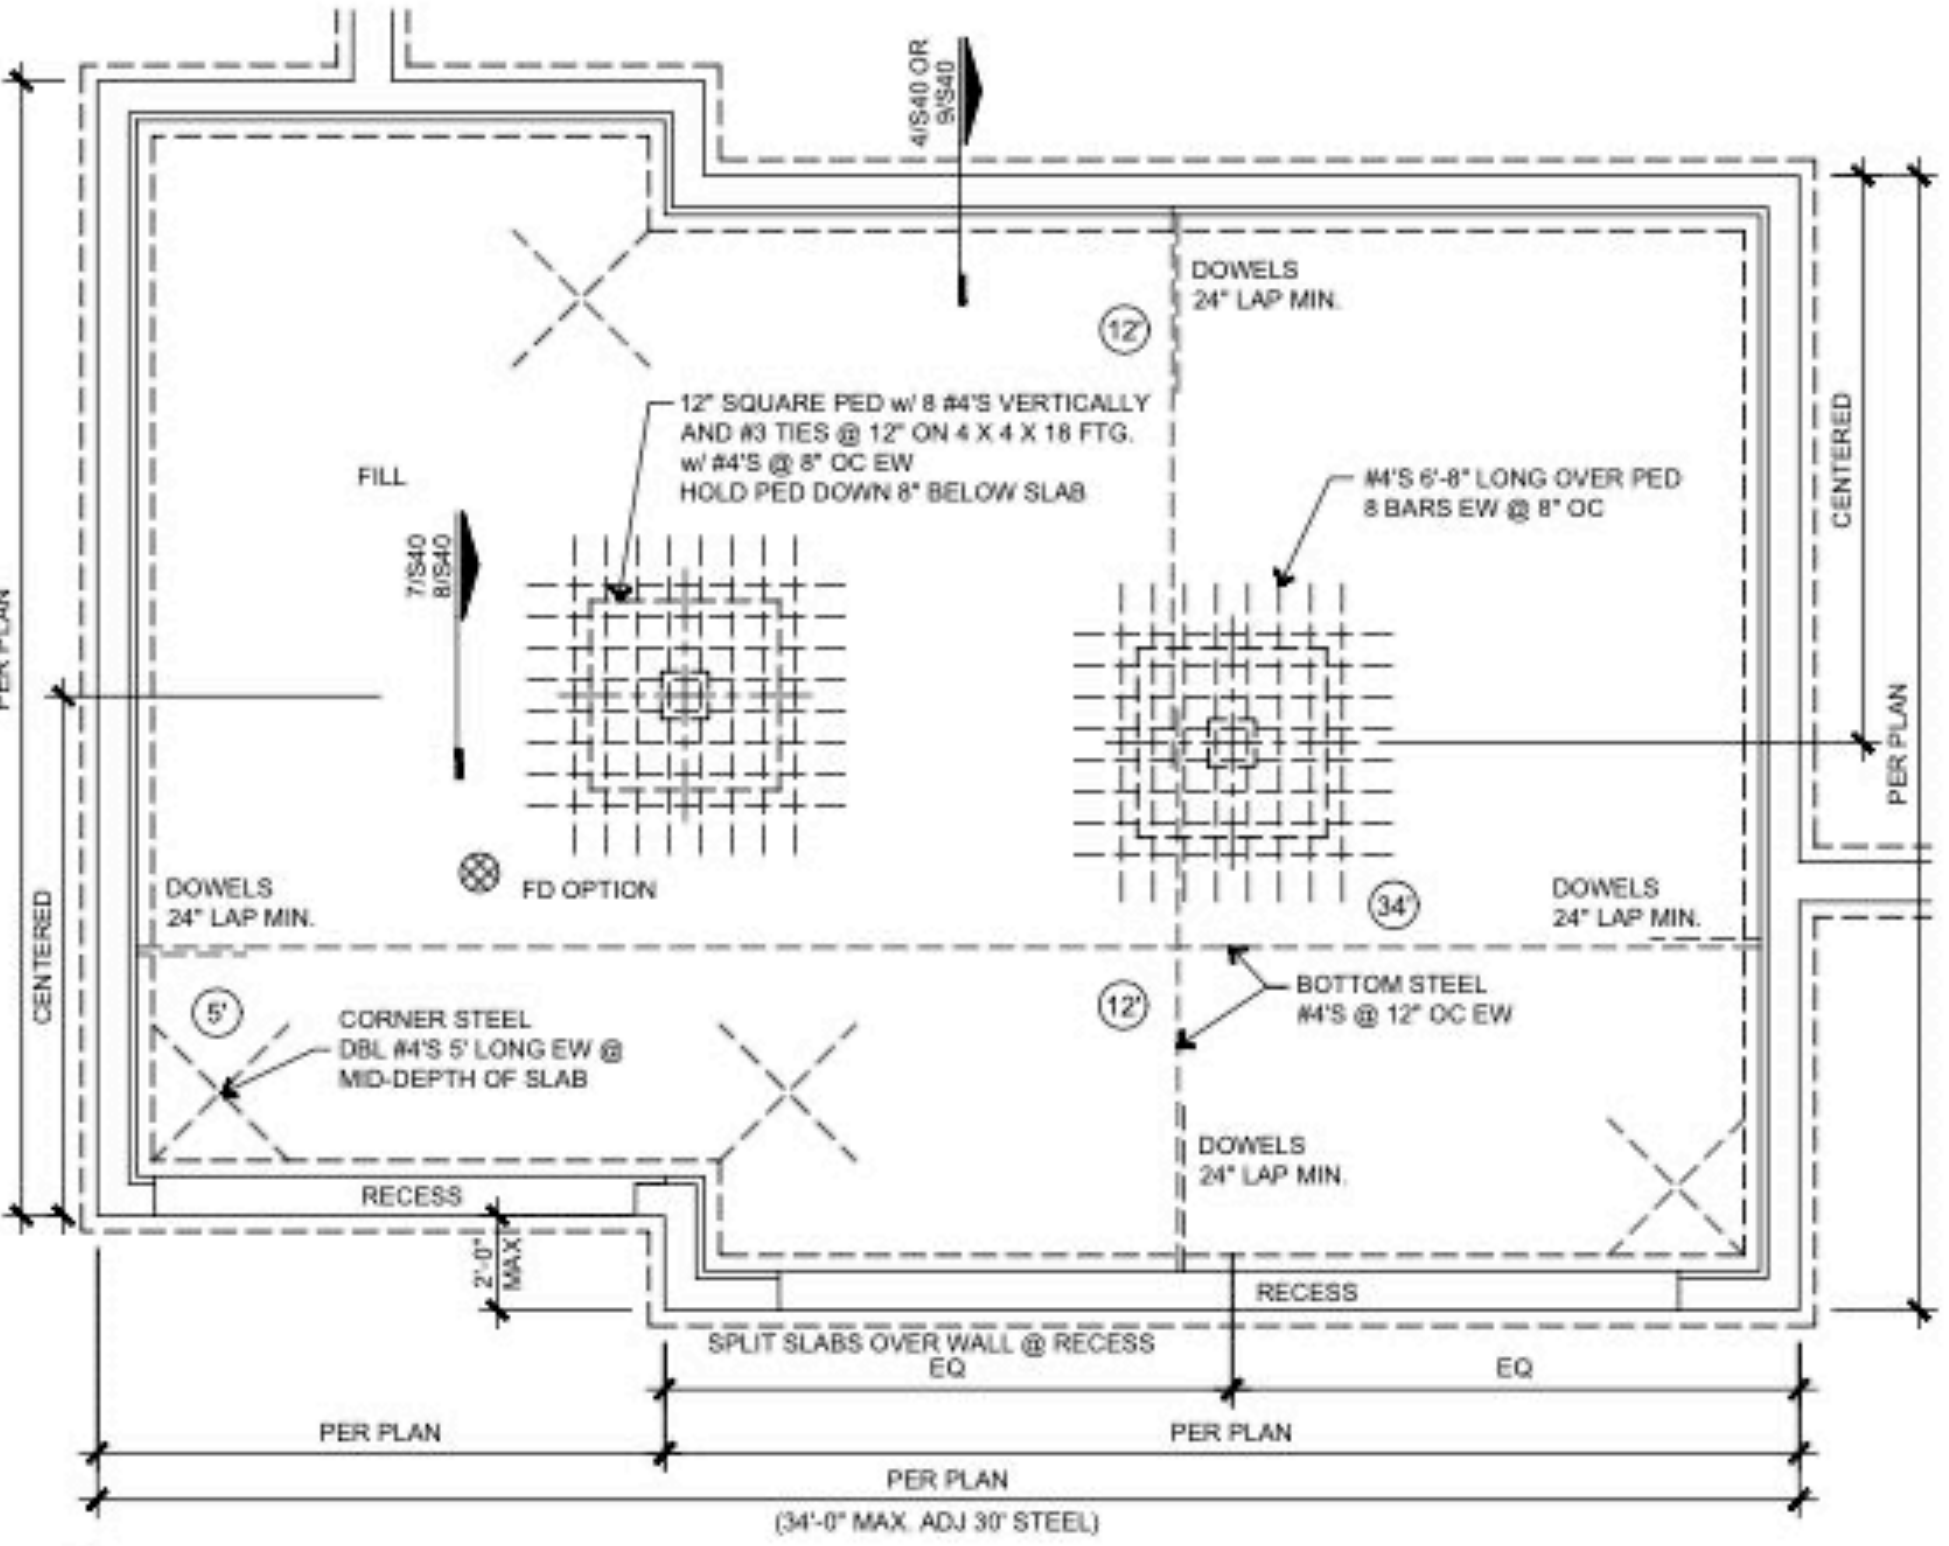 4/S40 OR
9/S40
DOWELS
24" LAP MIN.
12'
12" SQUARE PED w/ 8 #4'S VERTICALLY
AND #3 TIES @ 12" ON 4 X 4 X 18 FTG.
w/ #4'S @ 8" OC EW
HOLD PED DOWN 8" BELOW SLAB
FILL
#4'S 6'-8" LONG OVER PED
8 BARS EW @ 8" OC
CENTERED
7/S40
8/S40
PER PLAN
PER PLAN
DOWELS
24" LAP MIN.
FD OPTION
34'
DOWELS
24" LAP MIN.
CENTERED
5'
CORNER STEEL
DBL #4'S 5' LONG EW @
MID-DEPTH OF SLAB
12'
BOTTOM STEEL
#4'S @ 12" OC EW
DOWELS
24" LAP MIN.
RECESS
2'-0"
MAX.
RECESS
SPLIT SLABS OVER WALL @ RECESS
EQ
EQ
PER PLAN
PER PLAN
PER PLAN
(34'-0" MAX. ADJ 30' STEEL)